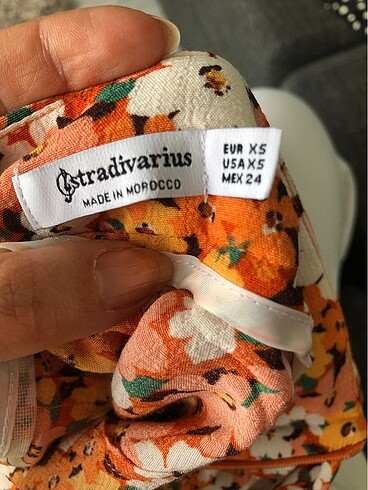 stradivarius
MADE IN MOROCCO
EUR XS
USA XS
MEX 24